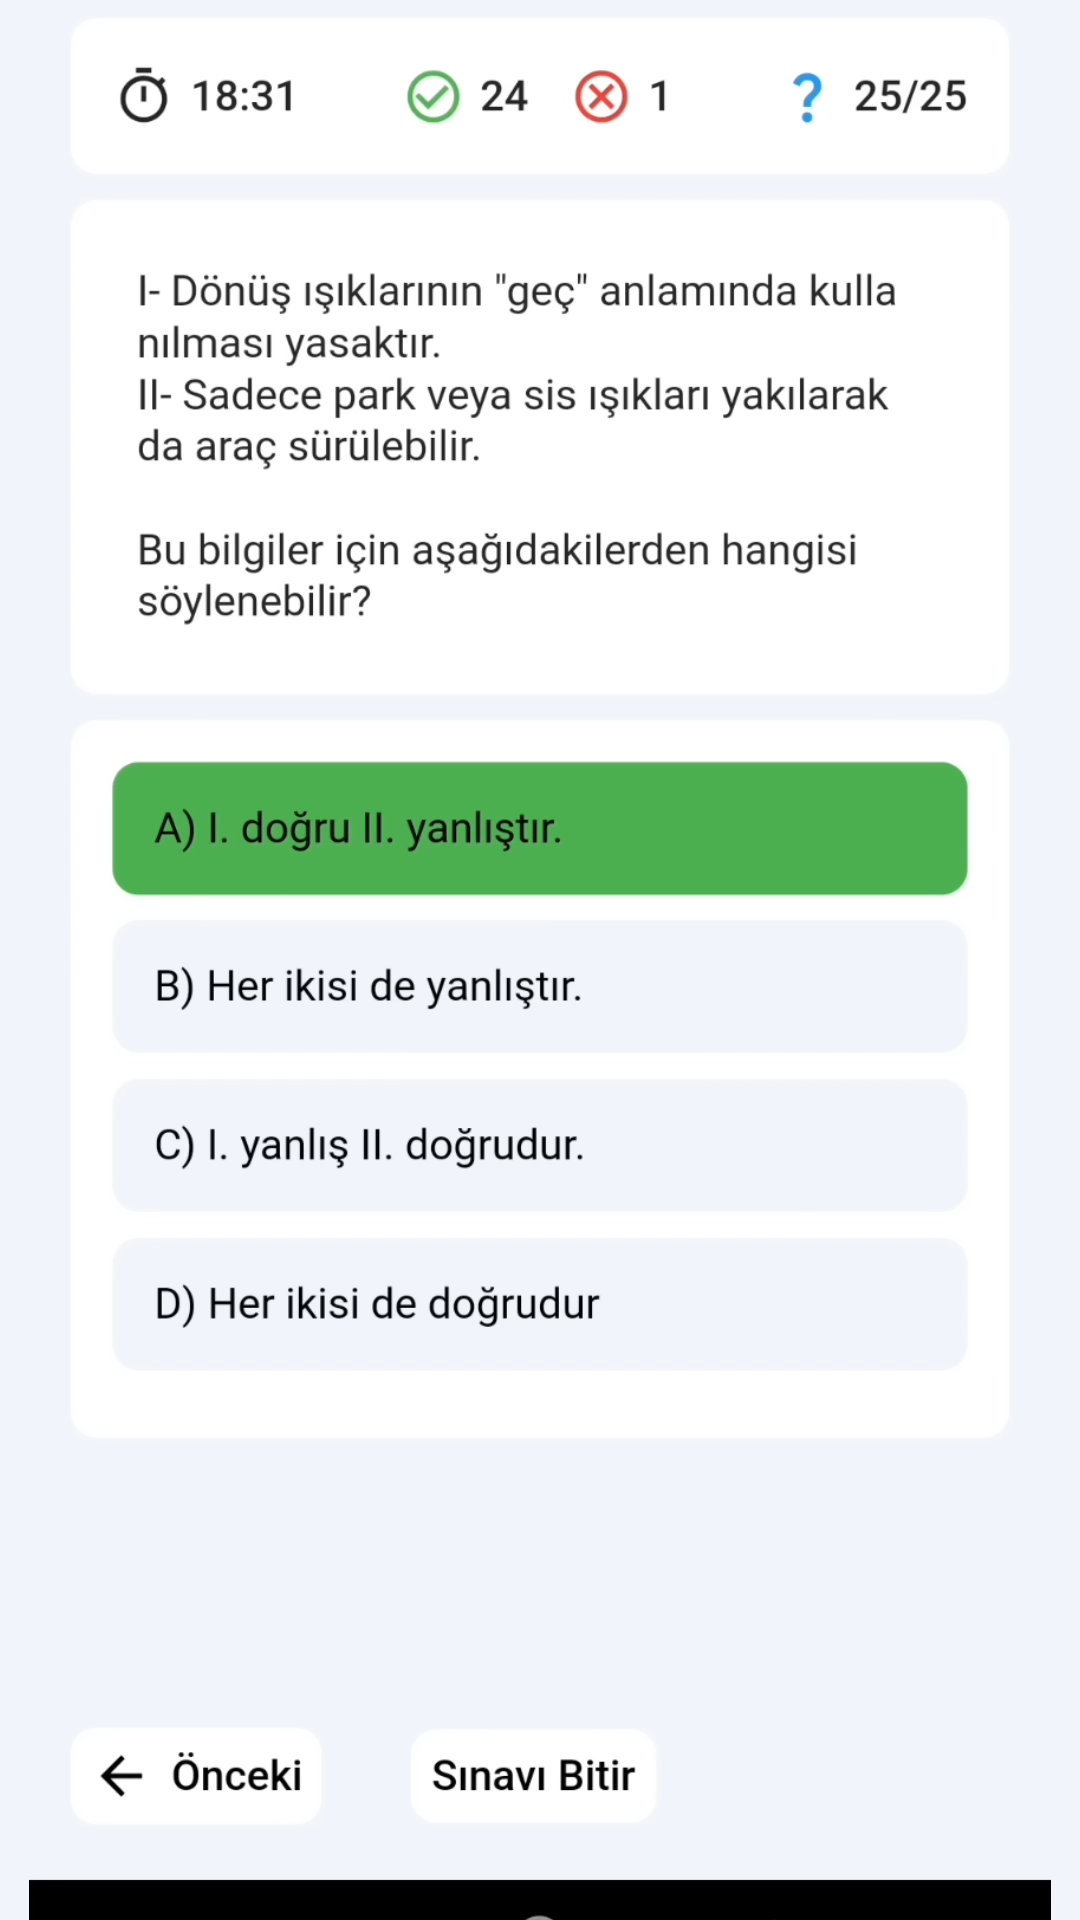 18:31 24 1 ? 25/25
I- Dönüş ışıklarının "geç" anlamında kulla
nılması yasaktır.
II- Sadece park veya sis ışıkları yakılarak
da araç sürülebilir.
Bu bilgiler için aşağıdakilerden hangisi
söylenebilir?
A) I. doğru II. yanlıştır.
B) Her ikisi de yanlıştır.
C) I. yanlış II. doğrudur.
D) Her ikisi de doğrudur
← Önceki
Sınavı Bitir